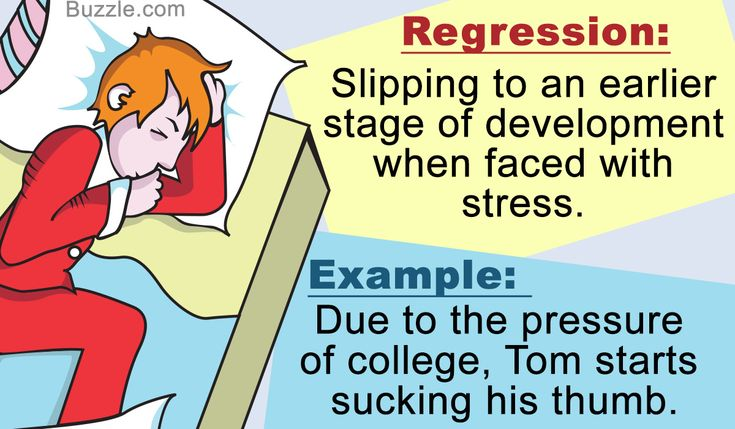 Buzzle.com
Regression:
Slipping to an earlier
stage of development
when faced with
stress.
Example:
Due to the pressure
of college, Tom starts
sucking his thumb.